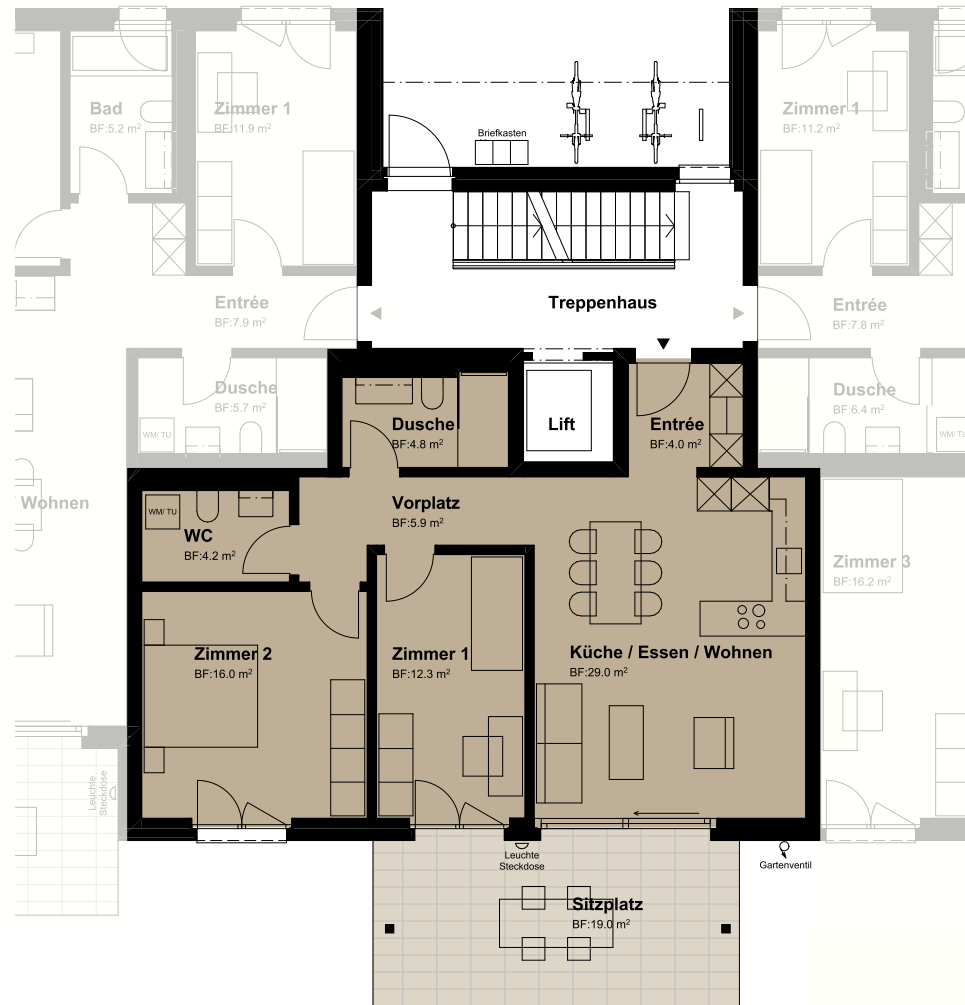 Briefkasten
Bad
BF:5.2 m²
Zimmer 1
BF:11.9 m²
Zimmer 1
BF:11.2 m²
Treppenhaus
Entrée
BF:7.9 m²
Entrée
BF:7.8 m²
Dusche
BF:5.7 m²
WM/ TU
Dusche
BF:4.8 m²
Lift
Entrée
BF:4.0 m²
Dusche
BF:6.4 m²
WM/ TU
Wohnen
Vorplatz
BF:5.9 m²
WM/ TU
WC
BF:4.2 m²
Zimmer 3
BF:16.2 m²
Zimmer 2
BF:16.0 m²
Zimmer 1
BF:12.3 m²
Küche / Essen / Wohnen
BF:29.0 m²
Leuchte
Steckdose
Leuchte
Steckdose
Gartenventil
Sitzplatz
BF:19.0 m²